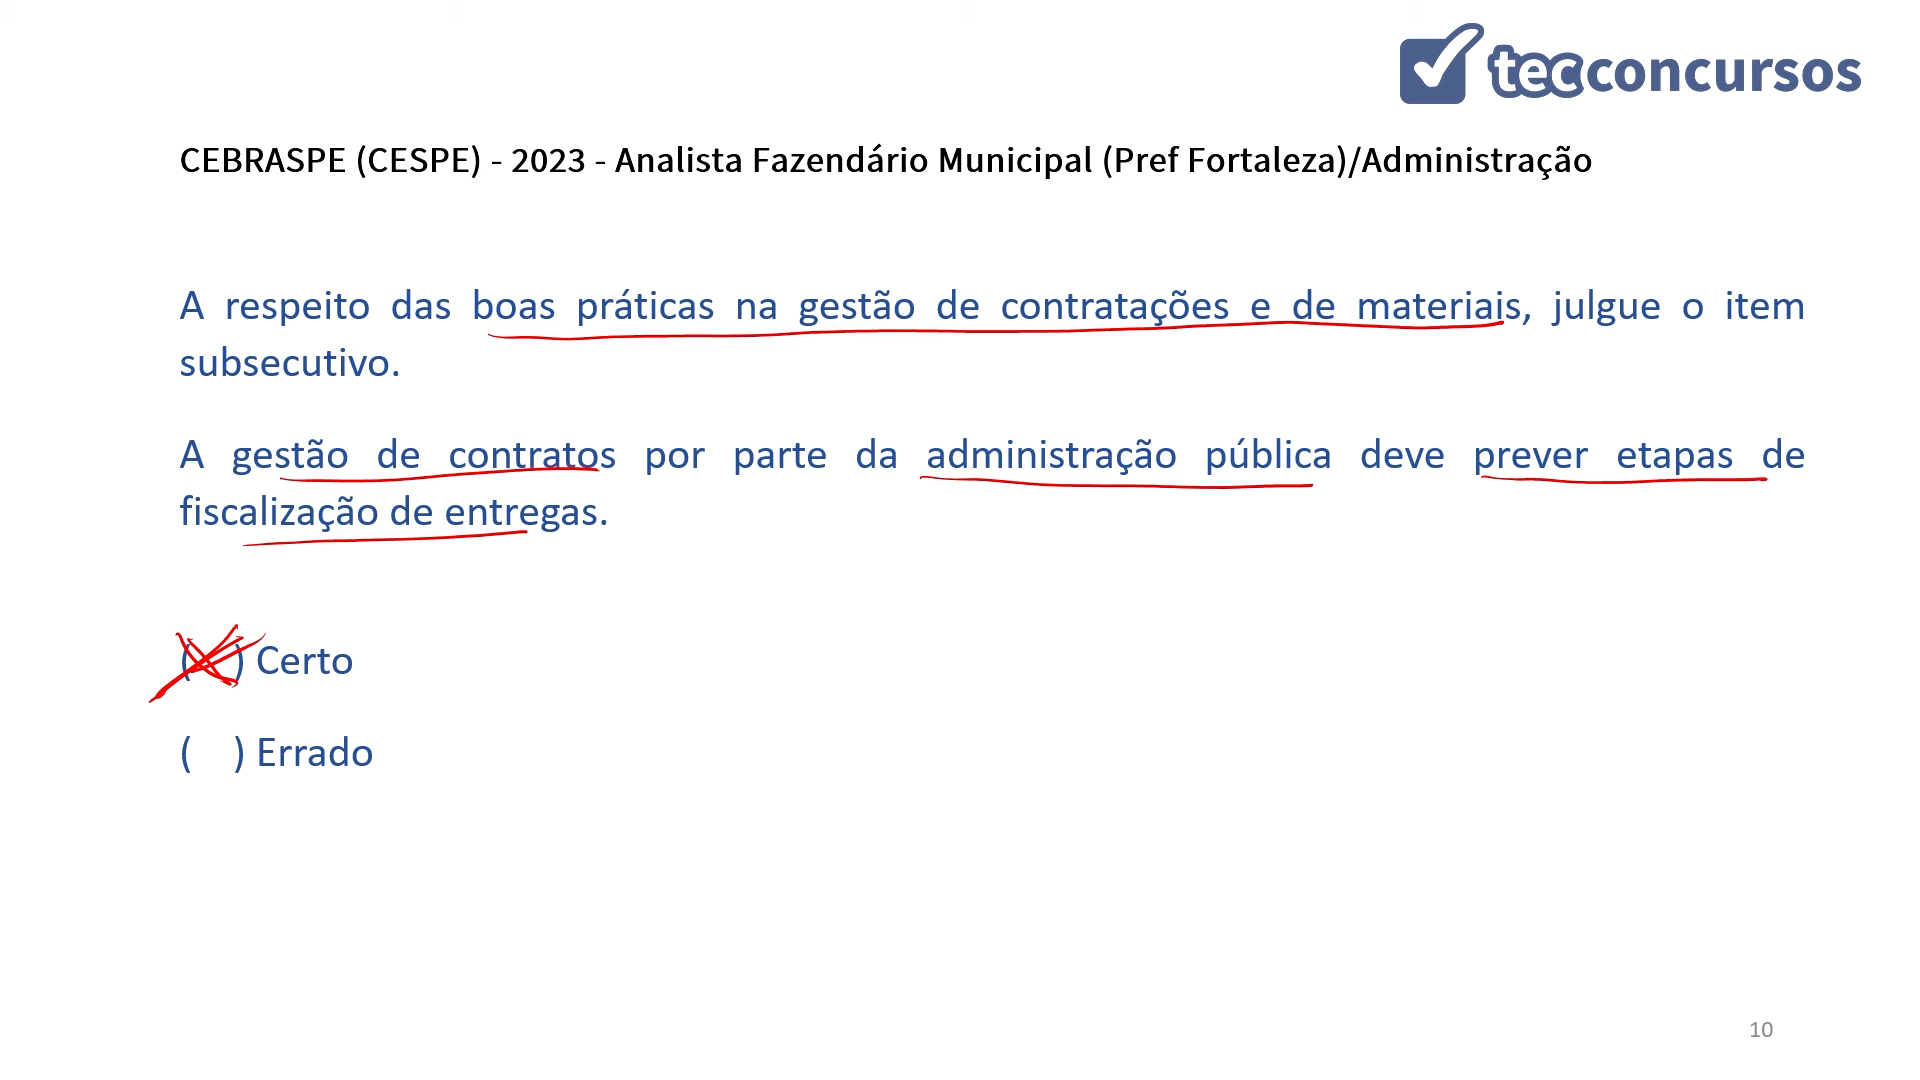 tecconcursos
CEBRASPE (CESPE) - 2023 - Analista Fazendário Municipal (Pref Fortaleza)/Administração
A respeito das boas práticas na gestão de contratações e de materiais, julgue o item
subsecutivo.
A gestão de contratos por parte da administração pública deve prever etapas de
fiscalização de entregas.
(X) Certo
( ) Errado
10